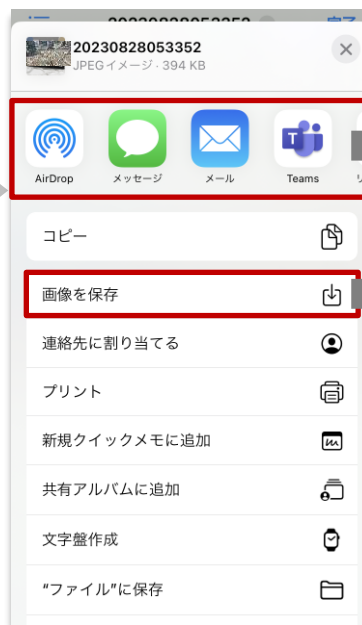 20230828053352
完了
20230828053352
JPEGイメージ · 394 KB
AirDrop
メッセージ
メール
Teams
コピー
画像を保存
連絡先に割り当てる
プリント
新規クイックメモに追加
共有アルバムに追加
文字盤作成
"ファイル"に保存